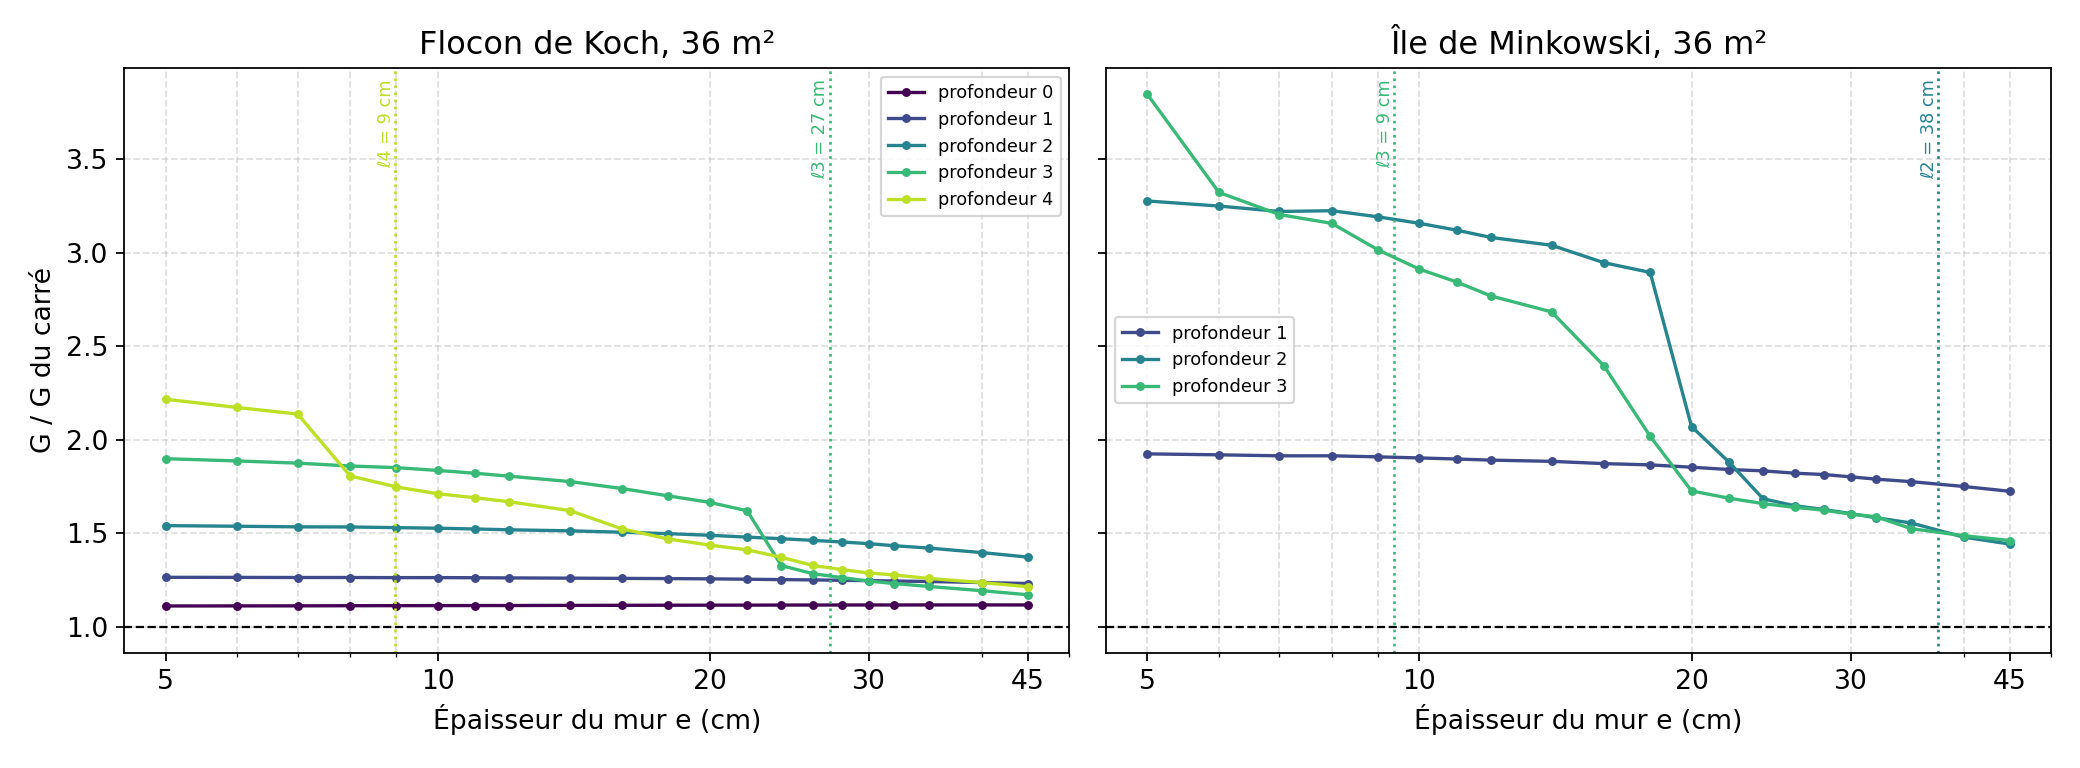 Flocon de Koch, 36 m²
G / G du carré
3.5
3.0
2.5
2.0
1.5
1.0
ℓ4 = 9 cm
ℓ3 = 27 cm
profondeur 0
profondeur 1
profondeur 2
profondeur 3
profondeur 4
5
10
20
30
45
Épaisseur du mur e (cm)
Île de Minkowski, 36 m²
ℓ3 = 9 cm
ℓ2 = 38 cm
profondeur 1
profondeur 2
profondeur 3
5
10
20
30
45
Épaisseur du mur e (cm)